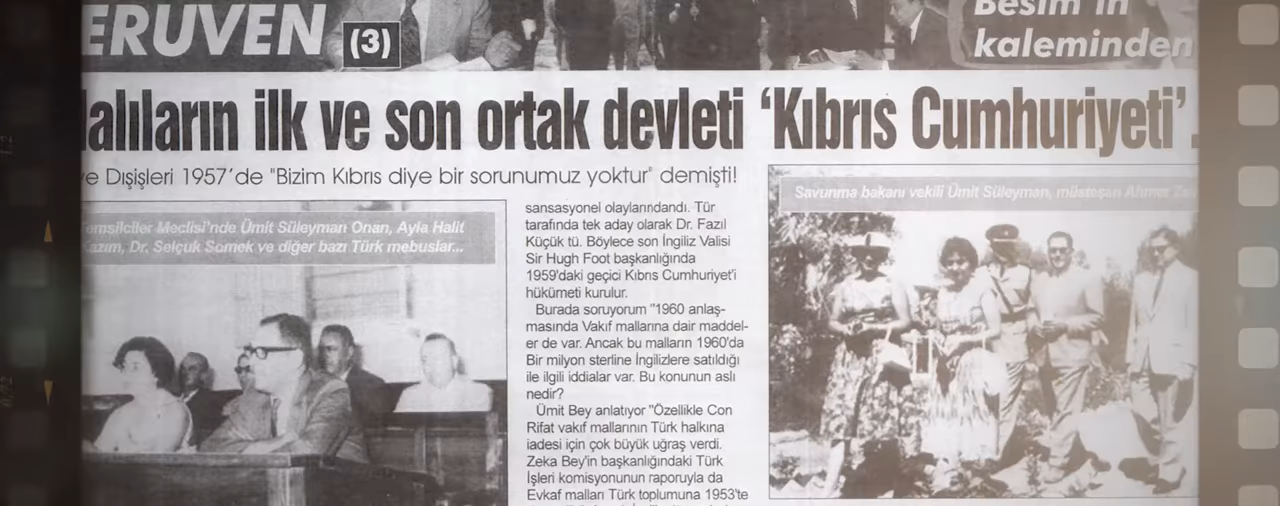 ERUVEN (3)
Besim'in
kaleminden
lalıların ilk ve son ortak devleti 'Kıbrıs Cumhuriyeti'.
ve Dışişleri 1957'de "Bizim Kıbrıs diye bir sorunumuz yoktur" demişti!
emsilciler Meclisi'nde Ümit Süleyman Onan, Ayla Halit
Kazım, Dr. Selçuk Samek ve diğer bazı Türk mebuslar...
sansasyonel olaylarındandı. Tür
tarafında tek aday olarak Dr. Fazıl
Küçük tü. Böylece son İngiliz Valisi
Sir Hugh Foot başkanlığında
1959'daki geçici Kıbrıs Cumhuriyet'i
hükümeti kurulur.
Burada soruyorum "1960 anlaş-
masında Vakıf mallarına dair maddel-
er de var. Ancak bu malların 1960'da
Bir milyon sterline İngilizlere satıldığı
ile ilgili iddialar var. Bu konunun aslı
nedir?
Ümit Bey anlatıyor "Özellikle Con
Rifat vakıf mallarının Türk halkına
iadesi için çok büyük uğraş verdi.
Zeka Bey'in başkanlığındaki Türk
İşleri komisyonunun raporuyla da
Evkaf malları Türk toplumuna 1953'te
Savunma bakanı vekili Ümit Süleyman, müsteşarı Ahmet